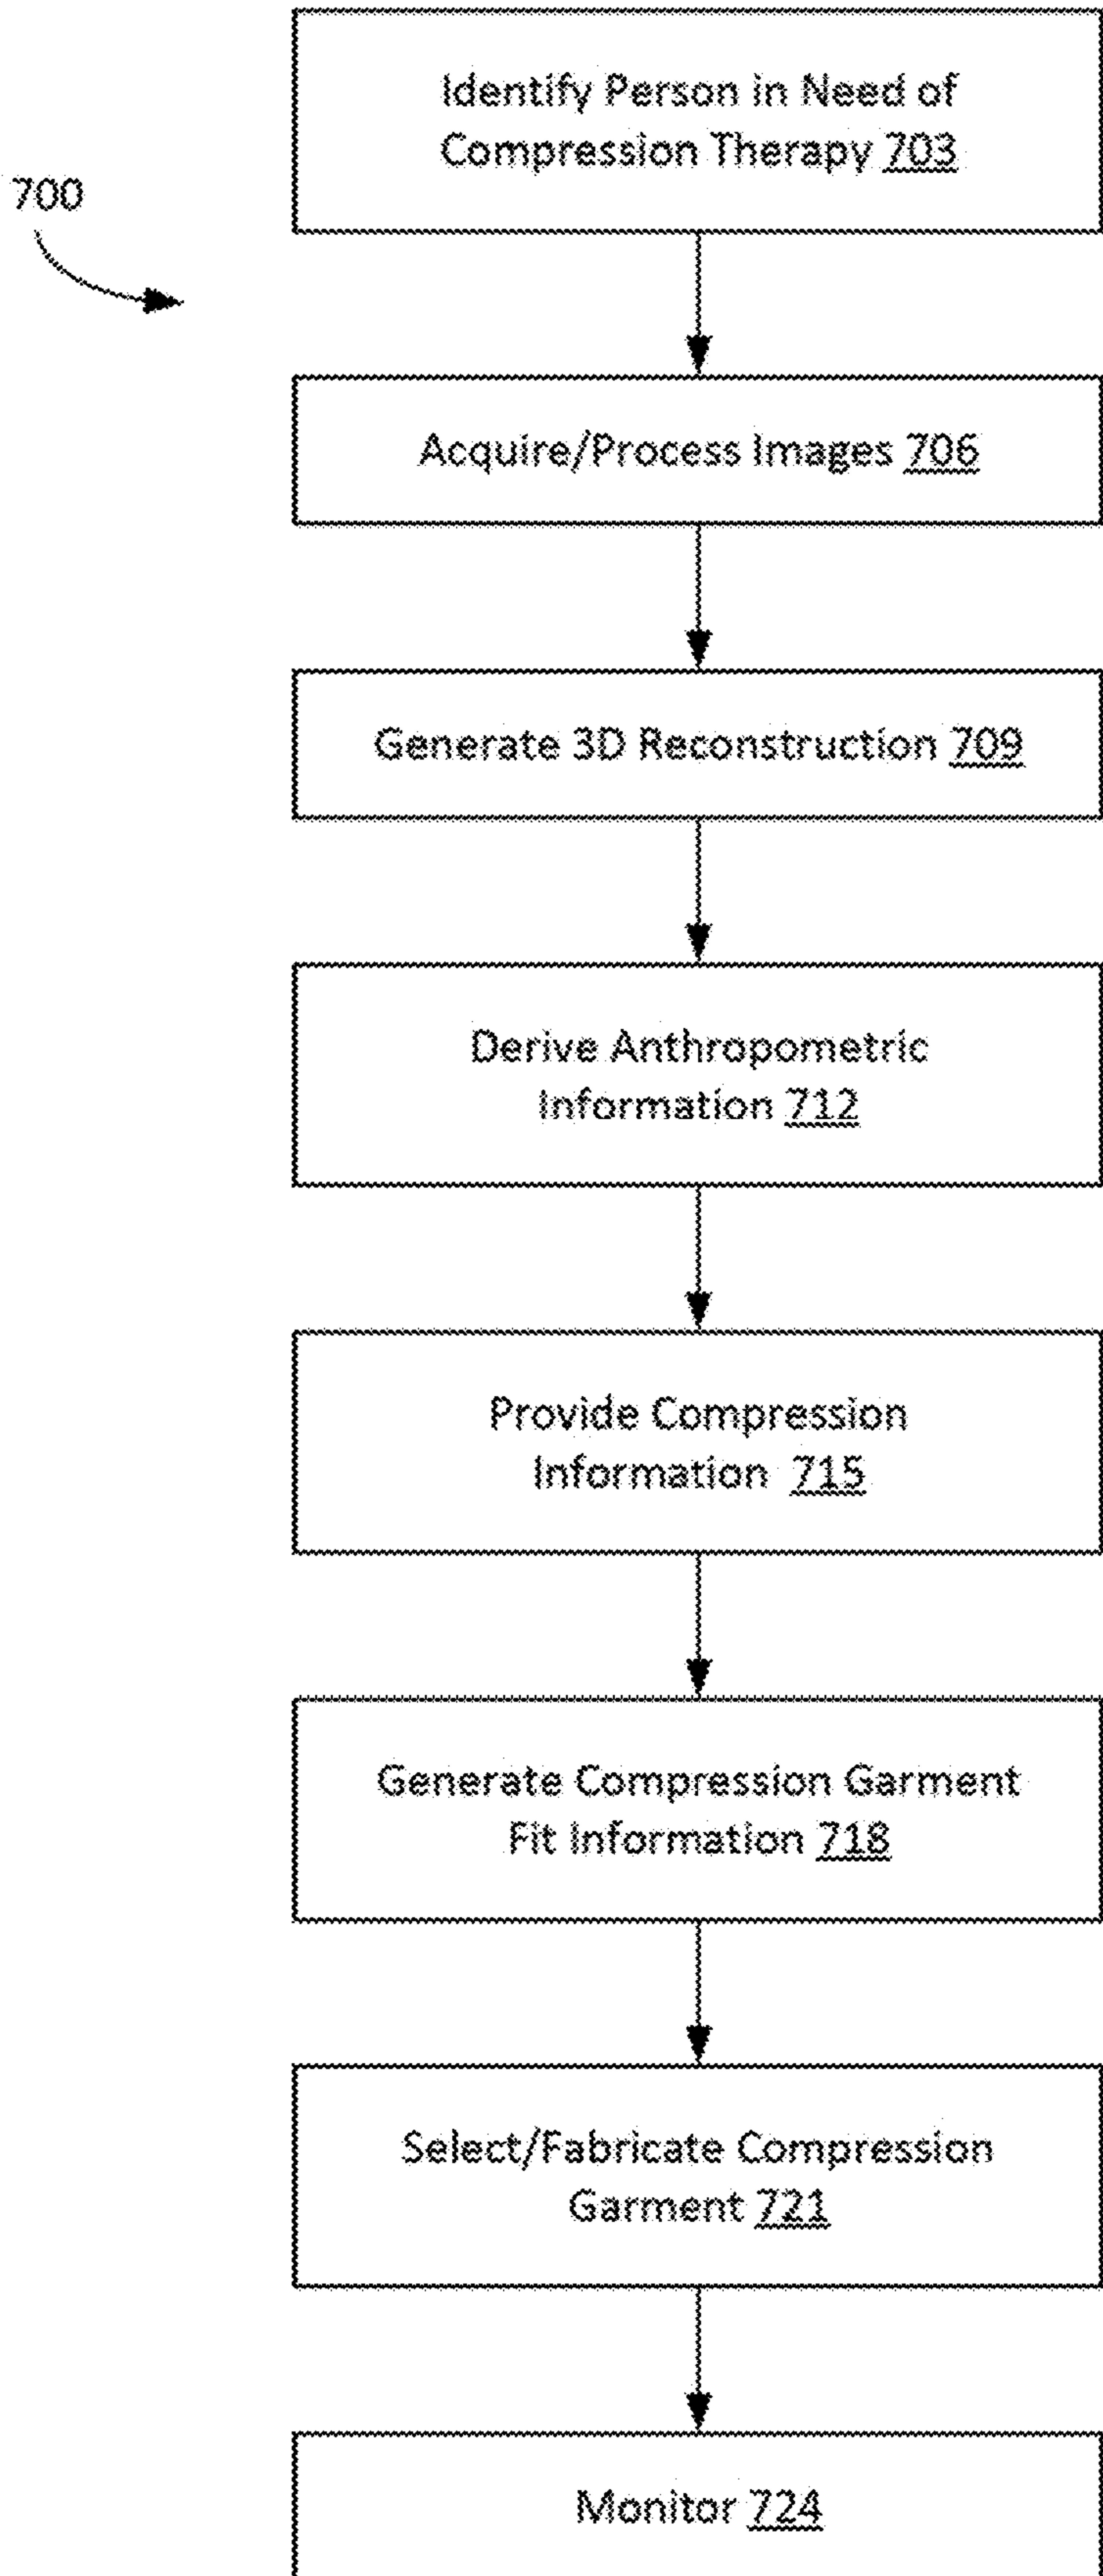 Identify Person in Need of
Compression Therapy 703
700
Acquire/Process Images 706
Generate 3D Reconstruction 709
Derive Anthropometric
Information 712
Provide Compression
Information 715
Generate Compression Garment
Fit Information 718
Select/Fabricate Compression
Garment 721
Monitor 724